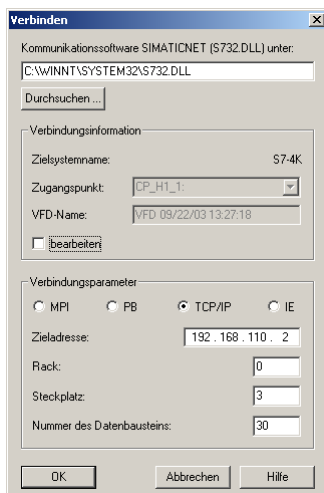 Verbinden
Kommunikationssoftware SIMATICNET (S732.DLL) unter:
C:\WINNT\SYSTEM32\S732.DLL
Durchsuchen ...
Verbindungsinformation
Zielsystemname: S7-4K
Zugangspunkt: CP_H1_1:
VFD-Name: VFD 09/22/03 13:27:18
bearbeiten
Verbindungsparameter
MPI PB TCP/IP IE
Zieladresse: 192 . 168 . 110 . 2
Rack: 0
Steckplatz: 3
Nummer des Datenbausteins: 30
OK Abbrechen Hilfe